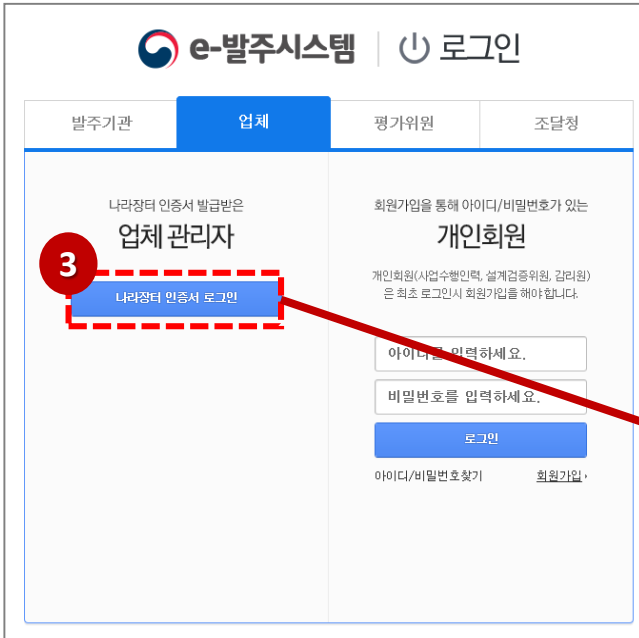 e-발주시스템 로그인
발주기관 업체 평가위원 조달청
나라장터 인증서 발급받은
업체 관리자
3
나라장터 인증서 로그인
회원가입을 통해 아이디/비밀번호가 있는
개인회원
개인회원(사업수행인력, 설계검증위원, 감리원)
은 최초 로그인시 회원가입을 해야 합니다.
아이디를 입력하세요.
비밀번호를 입력하세요.
로그인
아이디/비밀번호찾기 회원가입